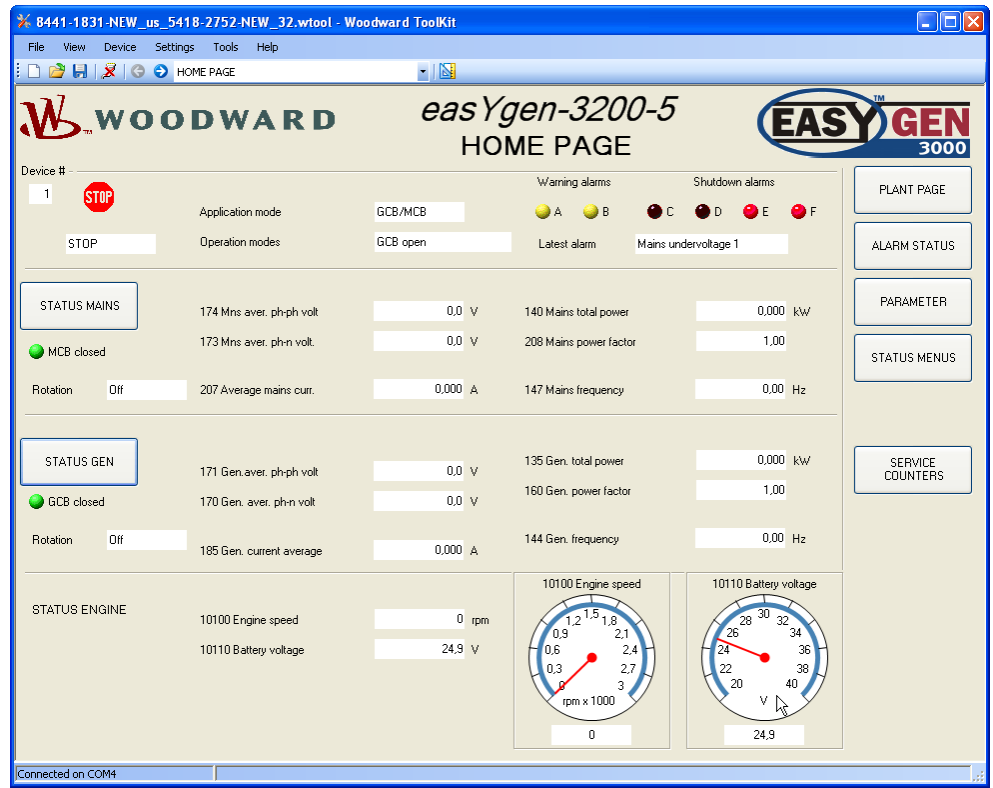 8441-1831-NEW_us_5418-2752-NEW_32.wtool - Woodward ToolKit
File View Device Settings Tools Help
HOME PAGE
W WOODWARD
easYgen-3200-5
HOME PAGE
EASYGEN™
3000
Device #
1
STOP
Warning alarms Shutdown alarms
Application mode GCB/MCB A B C D E F
STOP Operation modes GCB open Latest alarm Mains undervoltage 1
STATUS MAINS
174 Mns aver. ph-ph volt 0,0 V 140 Mains total power 0,000 kW
MCB closed 173 Mns aver. ph-n volt. 0,0 V 208 Mains power factor 1,00
Rotation Off 207 Average mains curr. 0,000 A 147 Mains frequency 0,00 Hz
STATUS GEN
171 Gen.aver. ph-ph volt 0,0 V 135 Gen. total power 0,000 kW
GCB closed 170 Gen. aver. ph-n volt 0,0 V 160 Gen. power factor 1,00
Rotation Off 185 Gen. current average 0,000 A 144 Gen. frequency 0,00 Hz
STATUS ENGINE
10100 Engine speed 0 rpm
10110 Battery voltage 24,9 V
10100 Engine speed
0 0,3 0,6 0,9 1,2 1,5 1,8 2,1 2,4 2,7 3
rpm x 1000
0
10110 Battery voltage
20 22 24 26 28 30 32 34 36 38 40
V
24,9
PLANT PAGE
ALARM STATUS
PARAMETER
STATUS MENUS
SERVICE
COUNTERS
Connected on COM4